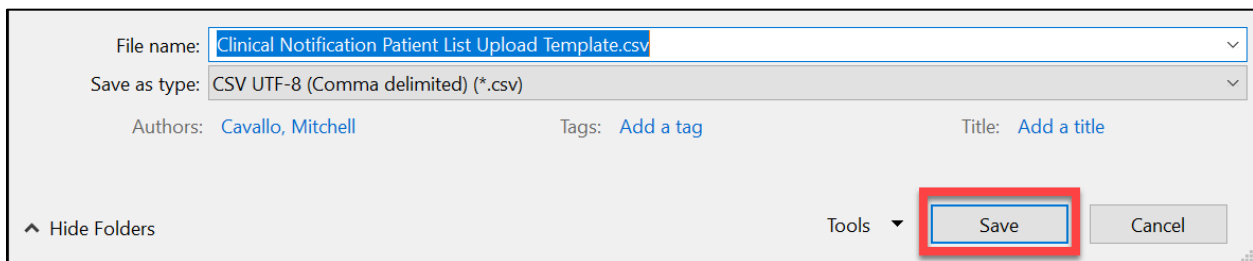 File name: Clinical Notification Patient List Upload Template.csv
Save as type: CSV UTF-8 (Comma delimited) (*.csv)
Authors: Cavallo, Mitchell Tags: Add a tag Title: Add a title
Hide Folders Tools Save Cancel